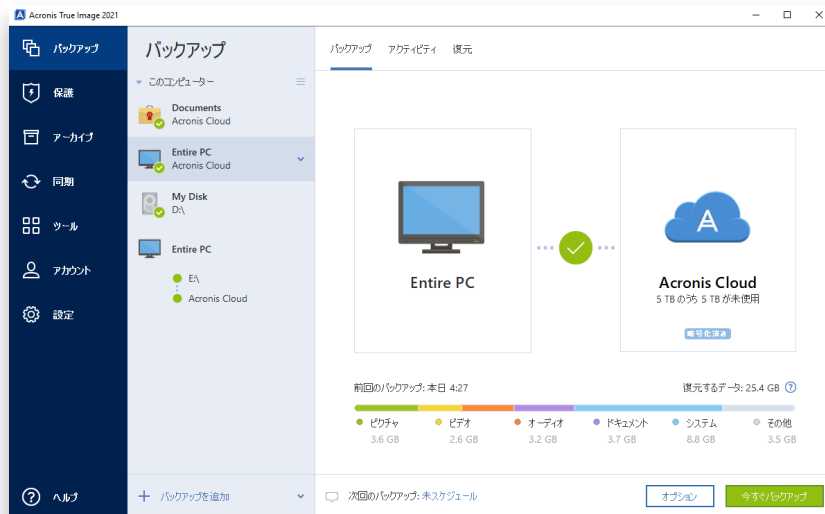 Acronis True Image 2021
バックアップ
保護
アーカイブ
同期
ツール
アカウント
設定
ヘルプ
バックアップ
このコンピューター
Documents
Acronis Cloud
Entire PC
Acronis Cloud
My Disk
D:\
Entire PC
E:\
Acronis Cloud
バックアップを追加
バックアップ アクティビティ 復元
Entire PC
Acronis Cloud
5 TB のうち 5 TB が未使用
暗号化済み
前回のバックアップ: 本日 4:27
復元するデータ: 25.4 GB ?
ピクチャ ビデオ オーディオ ドキュメント システム その他
3.6 GB 2.6 GB 3.2 GB 3.7 GB 8.8 GB 3.5 GB
次回のバックアップ: 未スケジュール
オプション
今すぐバックアップ